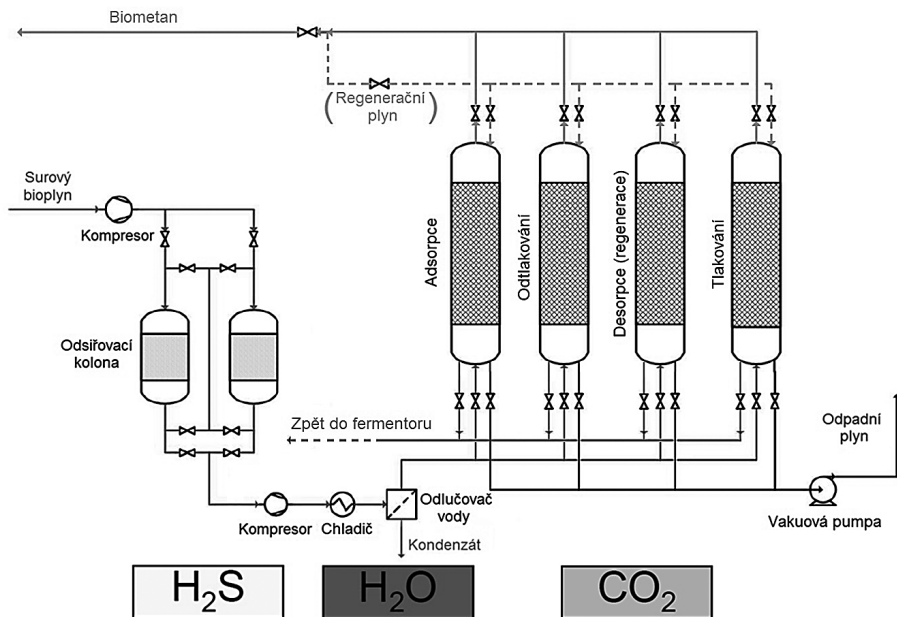 Biometan
(Regenerační
plyn)
Surový
bioplyn
Kompresor
Adsorpce
Odtlakování
Desorpce (regenerace)
Tlakování
Odsiřovací
kolona
Zpět do fermentoru
Odpadní
plyn
Kompresor
Chladič
Odlučovač
vody
Vakuová pumpa
Kondenzát
H₂S
H₂O
CO₂